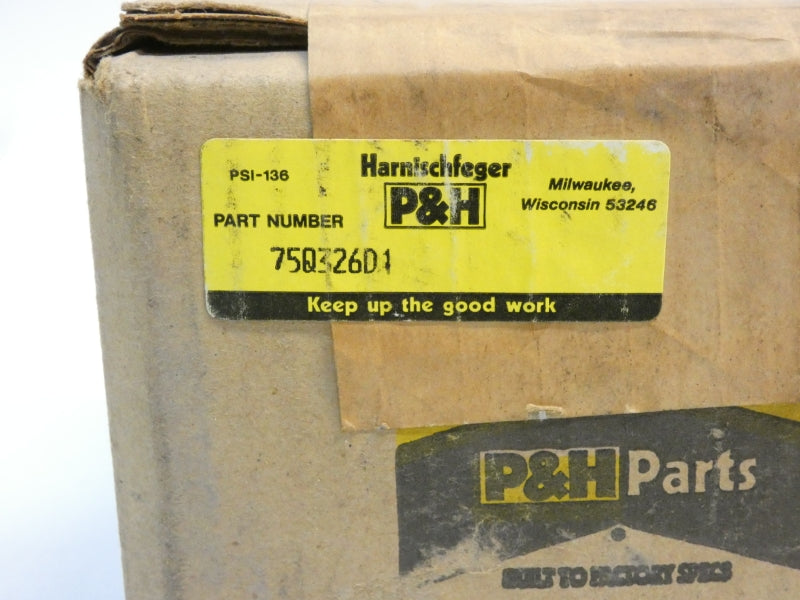 PSI-136
Harnischfeger
P&H
Milwaukee,
Wisconsin 53246
PART NUMBER
75Q326D1
Keep up the good work
P&H Parts
BUILT TO FACTORY SPECS